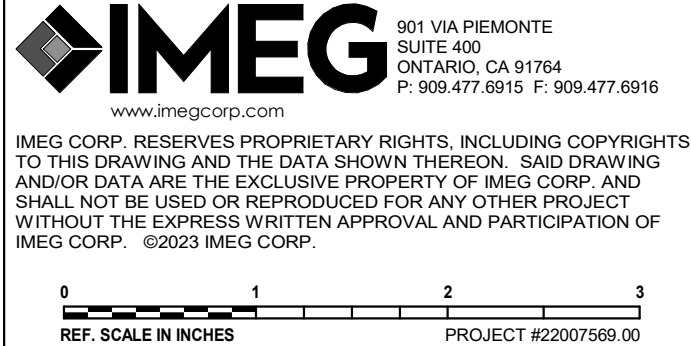 IMEG
901 VIA PIEMONTE
SUITE 400
ONTARIO, CA 91764
P: 909.477.6915 F: 909.477.6916
www.imegcorp.com
IMEG CORP. RESERVES PROPRIETARY RIGHTS, INCLUDING COPYRIGHTS
TO THIS DRAWING AND THE DATA SHOWN THEREON. SAID DRAWING
AND/OR DATA ARE THE EXCLUSIVE PROPERTY OF IMEG CORP. AND
SHALL NOT BE USED OR REPRODUCED FOR ANY OTHER PROJECT
WITHOUT THE EXPRESS WRITTEN APPROVAL AND PARTICIPATION OF
IMEG CORP. ©2023 IMEG CORP.
0 1 2 3
REF. SCALE IN INCHES PROJECT #22007569.00